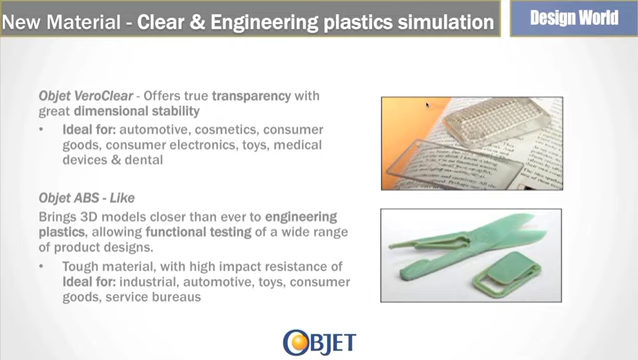 New Material - Clear & Engineering plastics simulation
Design World
Objet VeroClear - Offers true transparency with
great dimensional stability
• Ideal for: automotive, cosmetics, consumer
goods, consumer electronics, toys, medical
devices & dental
Objet ABS - Like
Brings 3D models closer than ever to engineering
plastics, allowing functional testing of a wide range
of product designs.
• Tough material, with high impact resistance of
Ideal for: industrial, automotive, toys, consumer
goods, service bureaus
OBJET